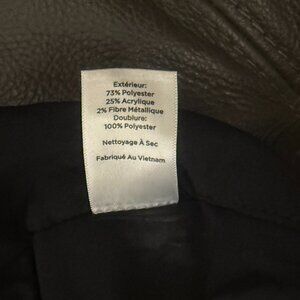 Extérieur:
73% Polyester
25% Acrylique
2% Fibre Métallique
Doublure:
100% Polyester
Nettoyage À Sec
Fabriqué Au Vietnam